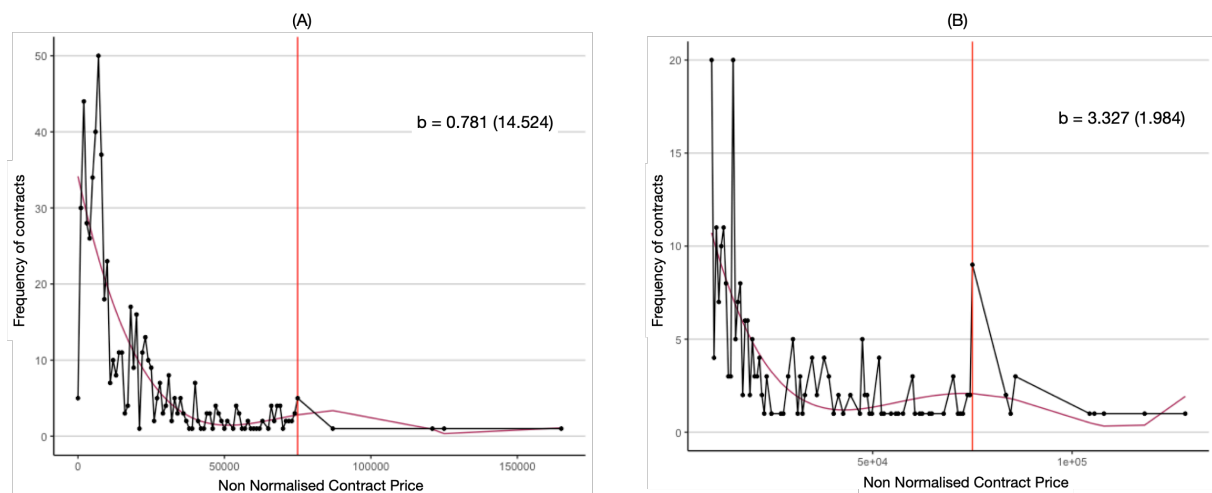 (A)
50
40
30
20
10
0
Frequency of contracts
b = 0.781 (14.524)
0
50000
100000
150000
Non Normalised Contract Price
(B)
20
15
10
5
0
Frequency of contracts
b = 3.327 (1.984)
5e+04
1e+05
Non Normalised Contract Price